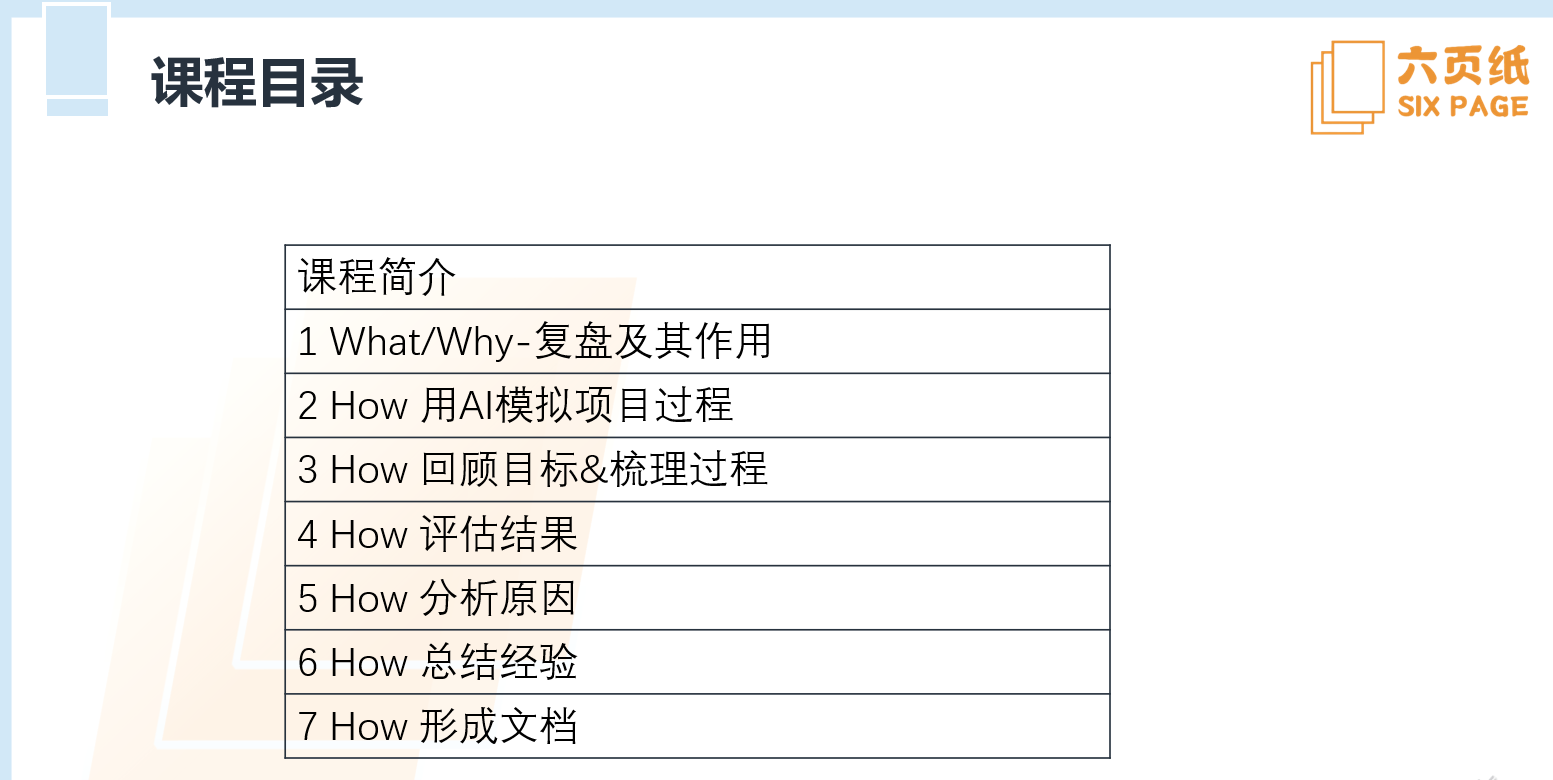 课程目录
六页纸
SIX PAGE
课程简介
1 What/Why-复盘及其作用
2 How 用AI模拟项目过程
3 How 回顾目标&梳理过程
4 How 评估结果
5 How 分析原因
6 How 总结经验
7 How 形成文档